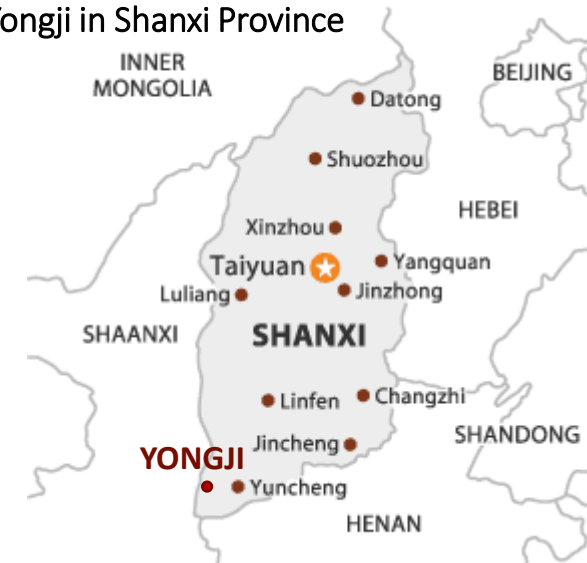 Yongji in Shanxi Province
INNER
MONGOLIA
BEIJING
Datong
Shuozhou
HEBEI
Xinzhou
Taiyuan
Yangquan
Luliang
Jinzhong
SHAANXI
SHANXI
Linfen
Changzhi
SHANDONG
Jincheng
YONGJI
Yuncheng
HENAN